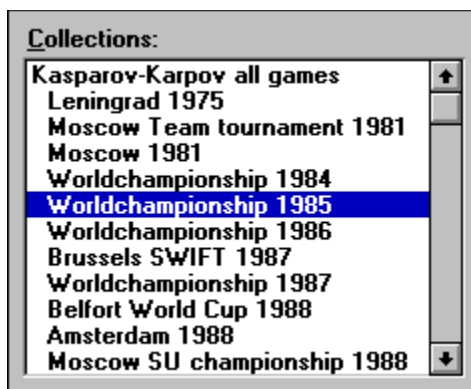 Collections:
Kasparov-Karpov all games
Leningrad 1975
Moscow Team tournament 1981
Moscow 1981
Worldchampionship 1984
Worldchampionship 1985
Worldchampionship 1986
Brussels SWIFT 1987
Worldchampionship 1987
Belfort World Cup 1988
Amsterdam 1988
Moscow SU championship 1988